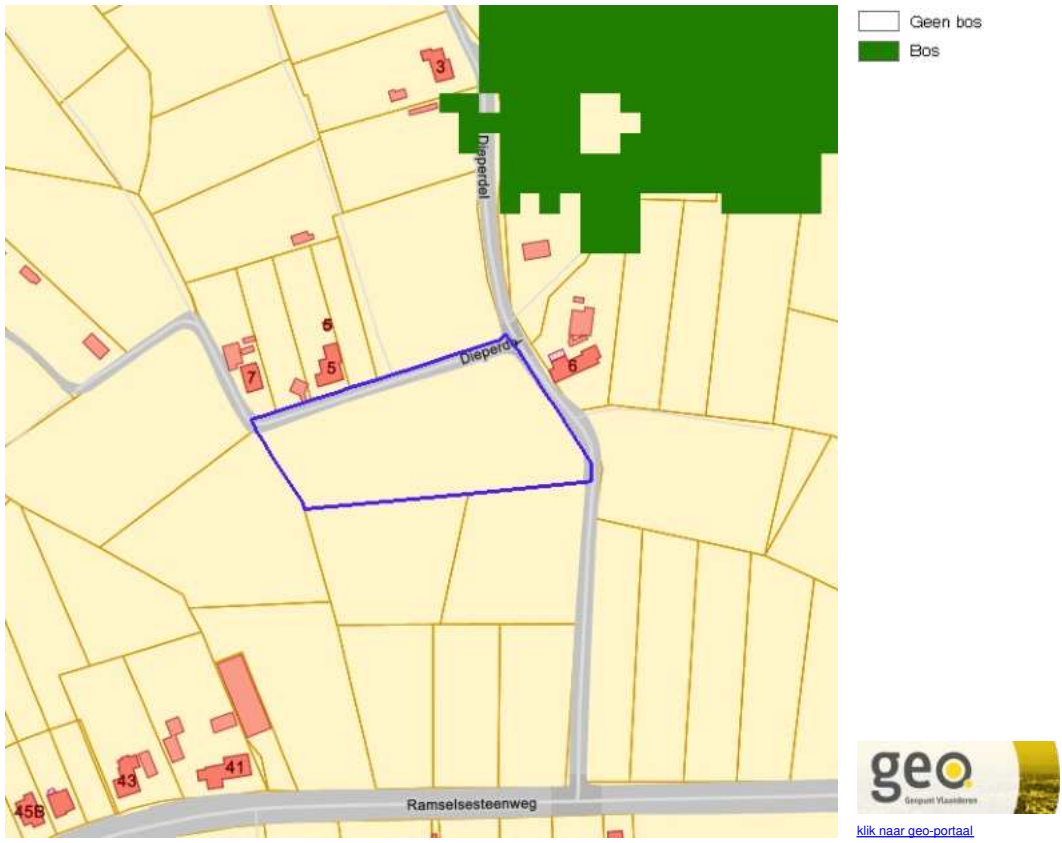 Geen bos
Bos
3
Dieperdel
5
5
7
6
41
43
45B
Ramselsesteenweg
geo
Geopunt Vlaanderen
klik naar geo-portaal